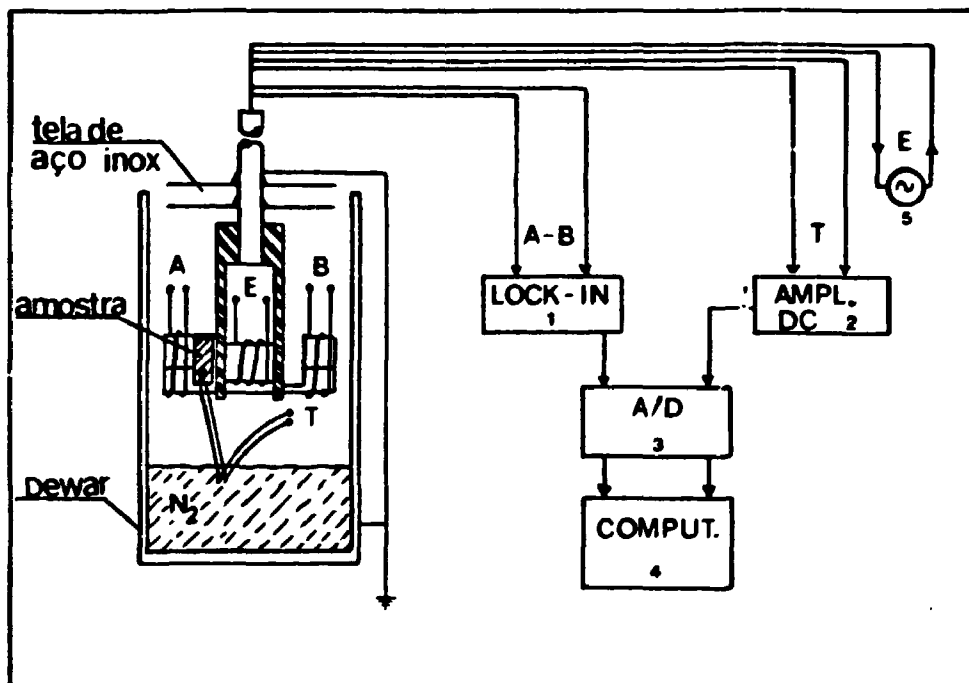 tela de
aço inox
A
E
B
amostra
T
Dewar
N2
A-B
LOCK-IN
1
T
E
5
AMPL.
DC 2
A/D
3
COMPUT.
4